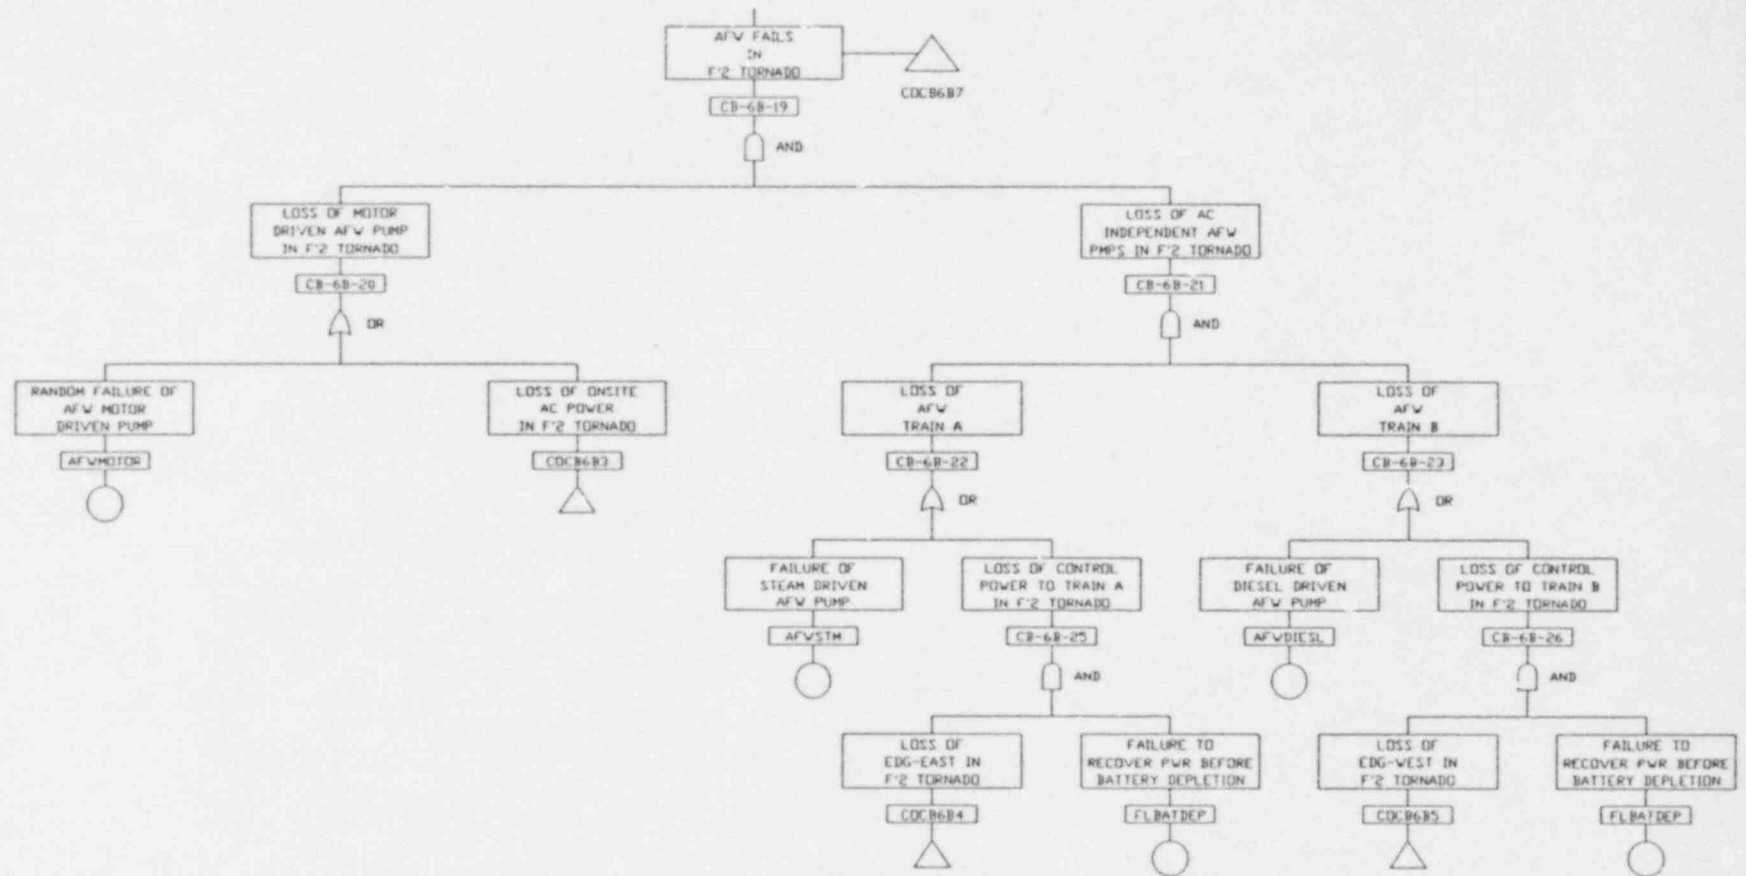 AFW FAILS
IN
F'2 TORNADO
COCB6B7
CB-6B-19
AND
LOSS OF MOTOR
DRIVEN AFW PUMP
IN F'2 TORNADO
CB-6B-20
OR
LOSS OF AC
INDEPENDENT AFW
PMPS IN F'2 TORNADO
CB-6B-21
AND
RANDOM FAILURE OF
AFW MOTOR
DRIVEN PUMP
AFWMOTOR
LOSS OF ONSITE
AC POWER
IN F'2 TORNADO
COCB6B3
LOSS OF
AFW
TRAIN A
CB-6B-22
OR
LOSS OF
AFW
TRAIN B
CB-6B-23
OR
FAILURE OF
STEAM DRIVEN
AFW PUMP
AFWSTM
LOSS OF CONTROL
POWER TO TRAIN A
IN F'2 TORNADO
CB-6B-25
AND
FAILURE OF
DIESEL DRIVEN
AFW PUMP
AFWDIESL
LOSS OF CONTROL
POWER TO TRAIN B
IN F'2 TORNADO
CB-6B-26
AND
LOSS OF
EDG-EAST IN
F'2 TORNADO
COCB6B4
FAILURE TO
RECOVER PWR BEFORE
BATTERY DEPLETION
FLBATDEP
LOSS OF
EDG-WEST IN
F'2 TORNADO
COCB6B5
FAILURE TO
RECOVER PWR BEFORE
BATTERY DEPLETION
FLBATDEP